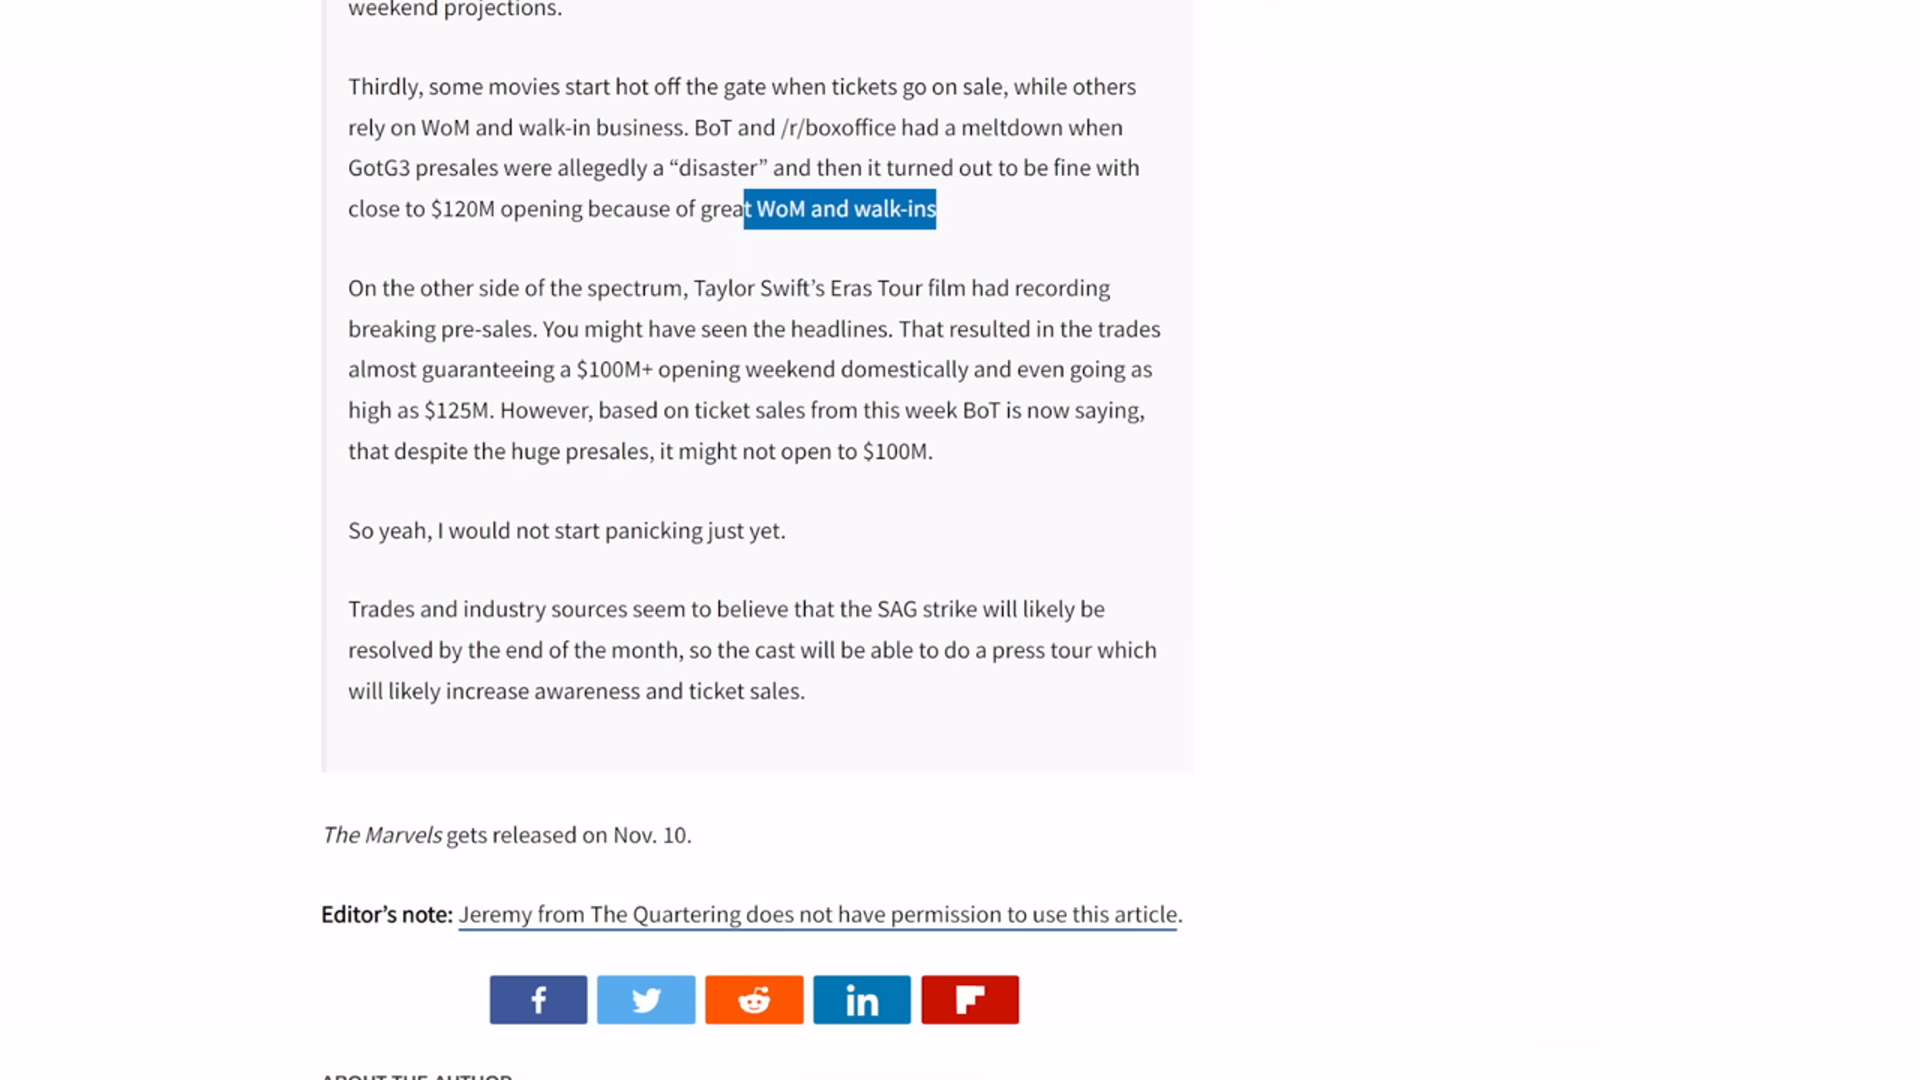 weekend projections.
Thirdly, some movies start hot off the gate when tickets go on sale, while others
rely on WoM and walk-in business. BoT and /r/boxoffice had a meltdown when
GotG3 presales were allegedly a “disaster” and then it turned out to be fine with
close to $120M opening because of great WoM and walk-ins
On the other side of the spectrum, Taylor Swift’s Eras Tour film had recording
breaking pre-sales. You might have seen the headlines. That resulted in the trades
almost guaranteeing a $100M+ opening weekend domestically and even going as
high as $125M. However, based on ticket sales from this week BoT is now saying,
that despite the huge presales, it might not open to $100M.
So yeah, I would not start panicking just yet.
Trades and industry sources seem to believe that the SAG strike will likely be
resolved by the end of the month, so the cast will be able to do a press tour which
will likely increase awareness and ticket sales.
The Marvels gets released on Nov. 10.
Editor’s note: Jeremy from The Quartering does not have permission to use this article.
ABOUT THE AUTHOR